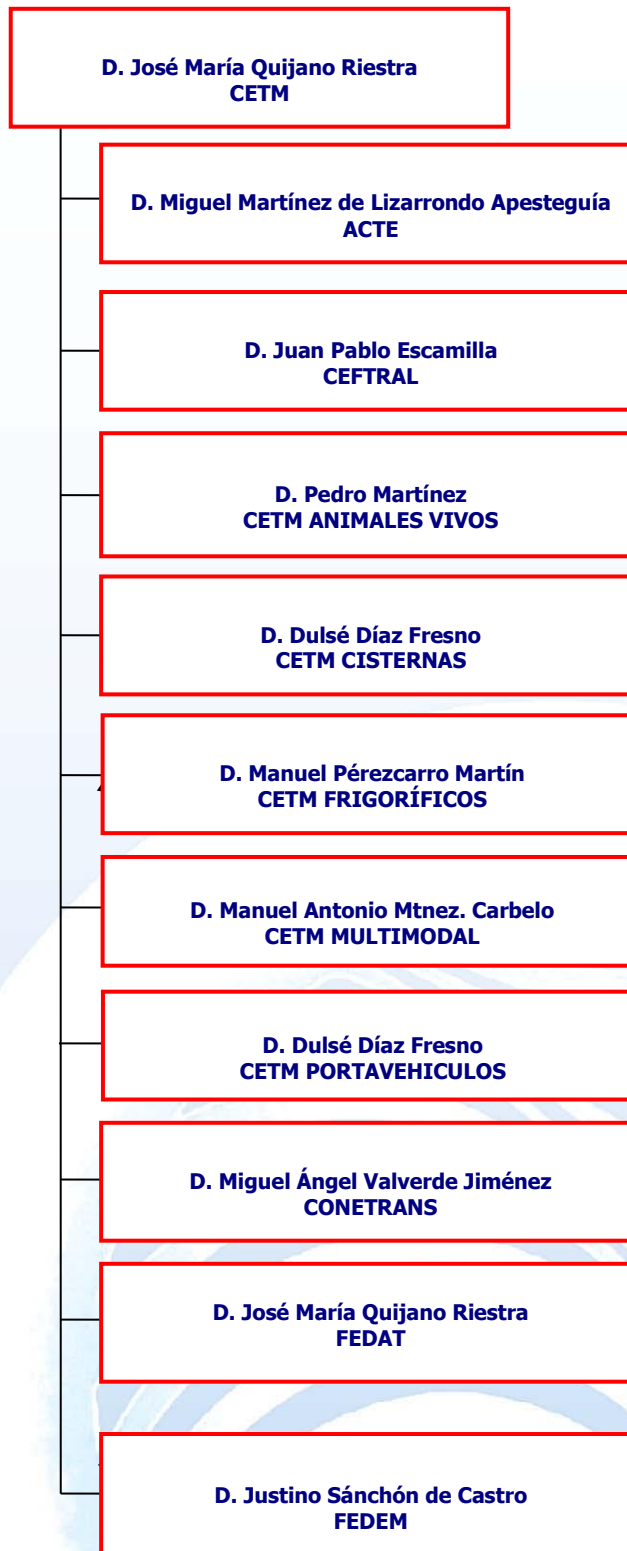 D. José María Quijano Riestra
CETM
D. Miguel Martínez de Lizarrondo Apesteguía
ACTE
D. Juan Pablo Escamilla
CEFTRAL
D. Pedro Martínez
CETM ANIMALES VIVOS
D. Dulsé Díaz Fresno
CETM CISTERNAS
D. Manuel Pérezcarro Martín
CETM FRIGORÍFICOS
D. Manuel Antonio Mtnez. Carbelo
CETM MULTIMODAL
D. Dulsé Díaz Fresno
CETM PORTAVEHICULOS
D. Miguel Ángel Valverde Jiménez
CONETRANS
D. José María Quijano Riestra
FEDAT
D. Justino Sánchón de Castro
FEDEM